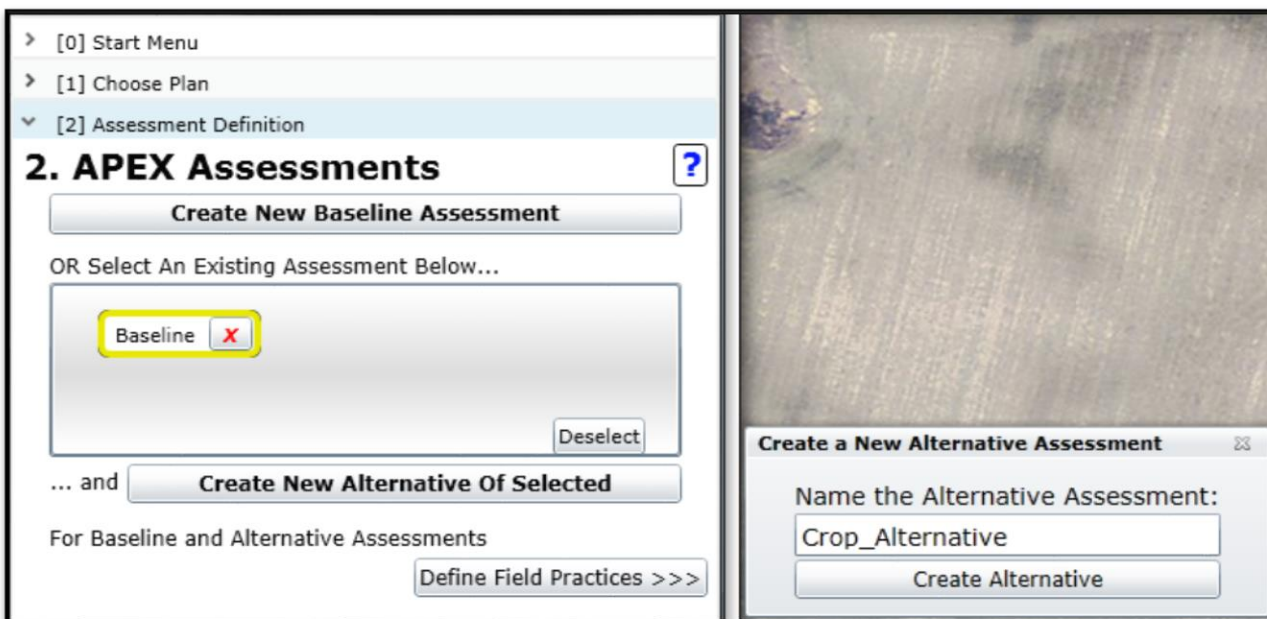 [0] Start Menu
[1] Choose Plan
[2] Assessment Definition
2. APEX Assessments
?
Create New Baseline Assessment
OR Select An Existing Assessment Below...
Baseline X
Deselect
... and Create New Alternative Of Selected
For Baseline and Alternative Assessments
Define Field Practices >>>
Create a New Alternative Assessment
Name the Alternative Assessment:
Crop_Alternative
Create Alternative